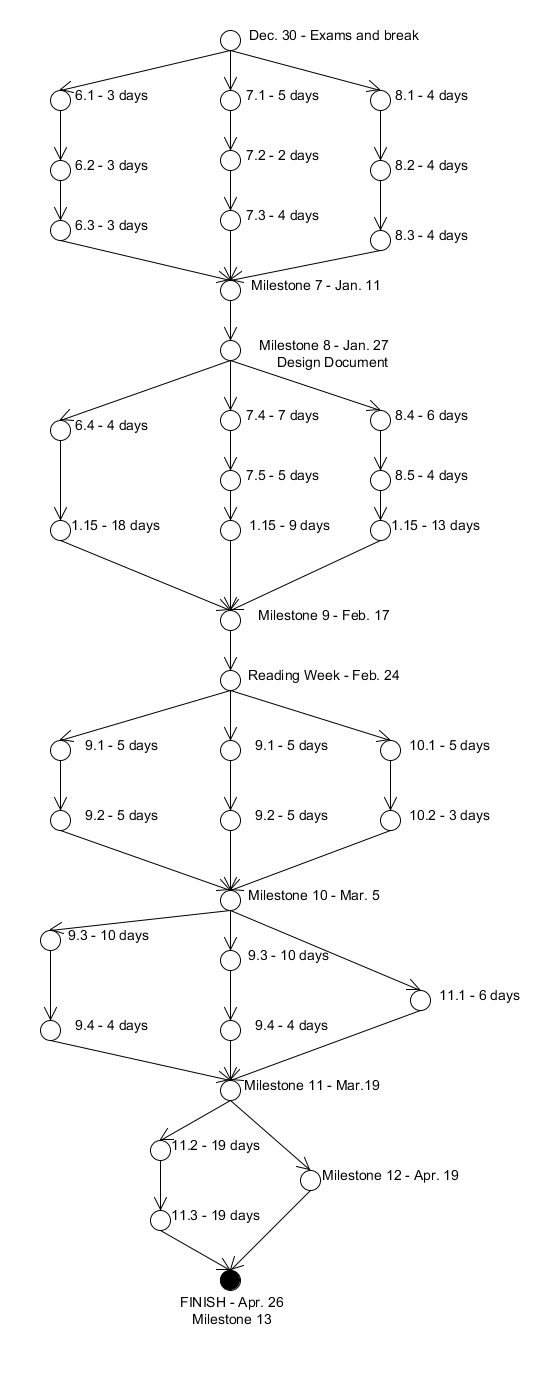 Dec. 30 - Exams and break
6.1 - 3 days
7.1 - 5 days
8.1 - 4 days
6.2 - 3 days
7.2 - 2 days
8.2 - 4 days
6.3 - 3 days
7.3 - 4 days
8.3 - 4 days
Milestone 7 - Jan. 11
Milestone 8 - Jan. 27
Design Document
6.4 - 4 days
7.4 - 7 days
8.4 - 6 days
7.5 - 5 days
8.5 - 4 days
1.15 - 18 days
1.15 - 9 days
1.15 - 13 days
Milestone 9 - Feb. 17
Reading Week - Feb. 24
9.1 - 5 days
9.1 - 5 days
10.1 - 5 days
9.2 - 5 days
9.2 - 5 days
10.2 - 3 days
Milestone 10 - Mar. 5
9.3 - 10 days
9.3 - 10 days
11.1 - 6 days
9.4 - 4 days
9.4 - 4 days
Milestone 11 - Mar.19
11.2 - 19 days
Milestone 12 - Apr. 19
11.3 - 19 days
FINISH - Apr. 26
Milestone 13